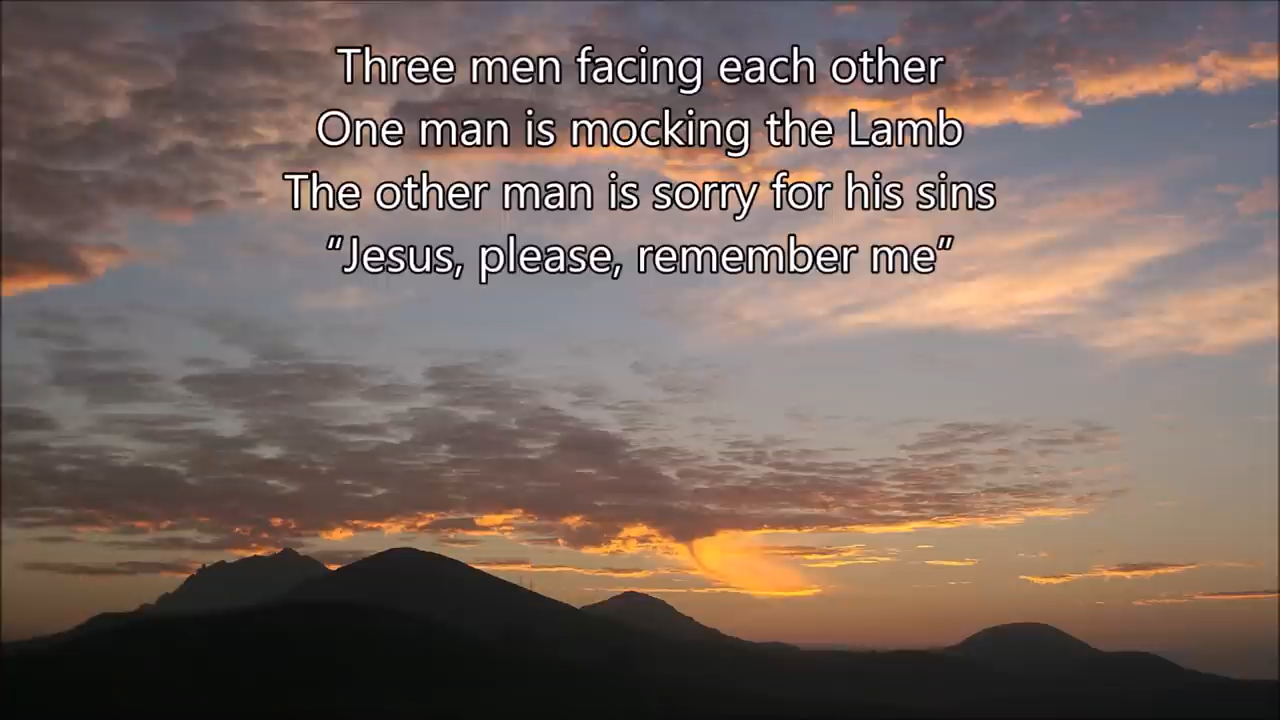 Three men facing each other
One man is mocking the Lamb
The other man is sorry for his sins
“Jesus, please, remember me”